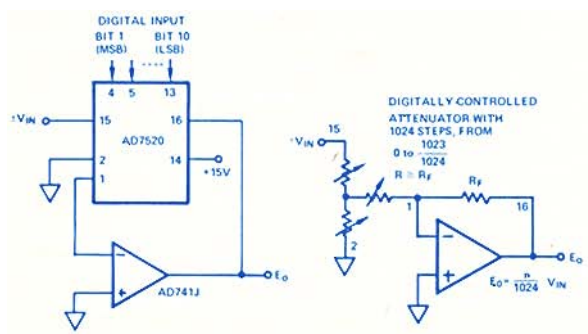 DIGITAL INPUT
BIT 1 BIT 10
(MSB) (LSB)
4 5 13
±VIN 15 16
AD7520
2 14 +15V
1
−
+
AD741J
EO
DIGITALLY-CONTROLLED
ATTENUATOR WITH
1024 STEPS, FROM
0 to -1023/1024
R ≅ RF
15
±VIN
RF
1 16
2
−
+
EO
EO = n/1024 VIN